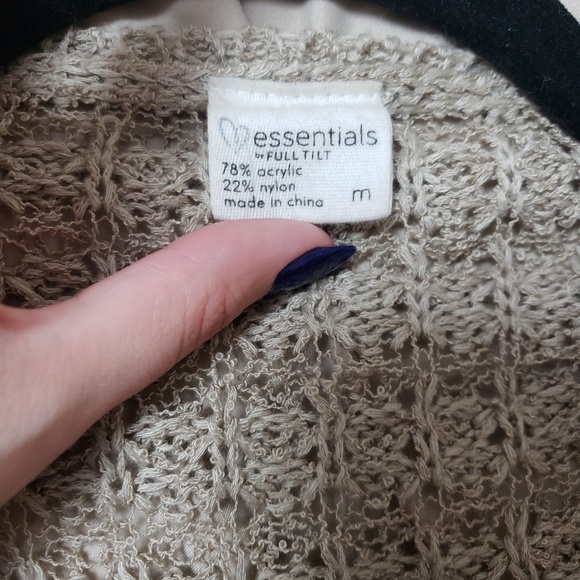 essentials
by FULL TILT
78% acrylic
22% nylon
made in china
m